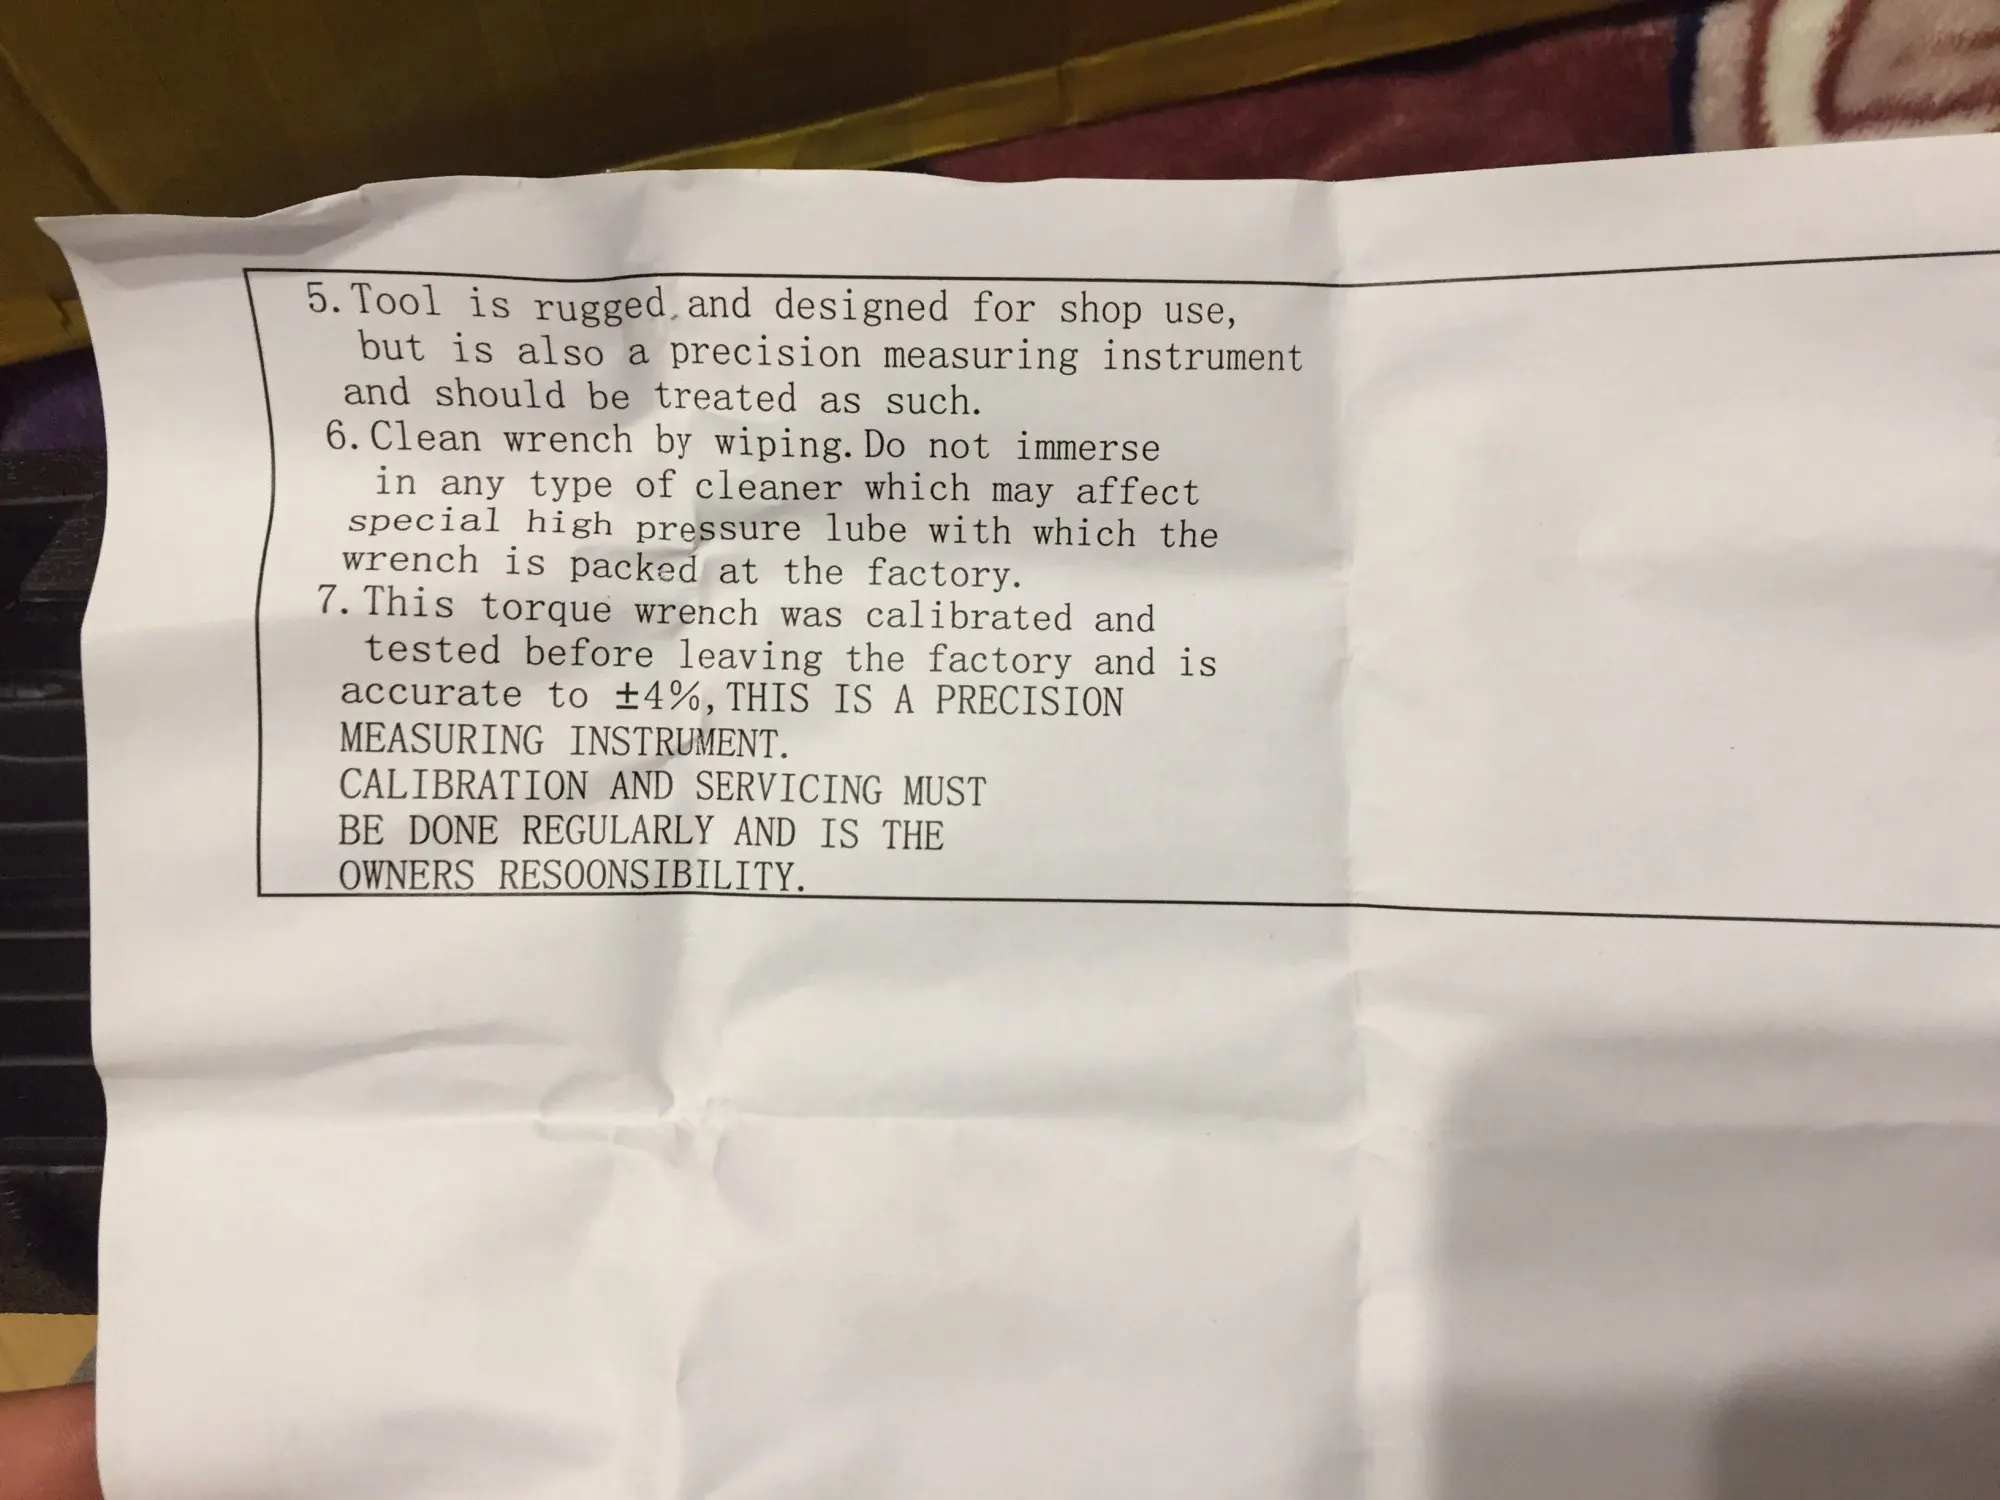 5. Tool is rugged and designed for shop use,
but is also a precision measuring instrument
and should be treated as such.
6. Clean wrench by wiping. Do not immerse
in any type of cleaner which may affect
special high pressure lube with which the
wrench is packed at the factory.
7. This torque wrench was calibrated and
tested before leaving the factory and is
accurate to ±4%, THIS IS A PRECISION
MEASURING INSTRUMENT.
CALIBRATION AND SERVICING MUST
BE DONE REGULARLY AND IS THE
OWNERS RESOONSIBILITY.